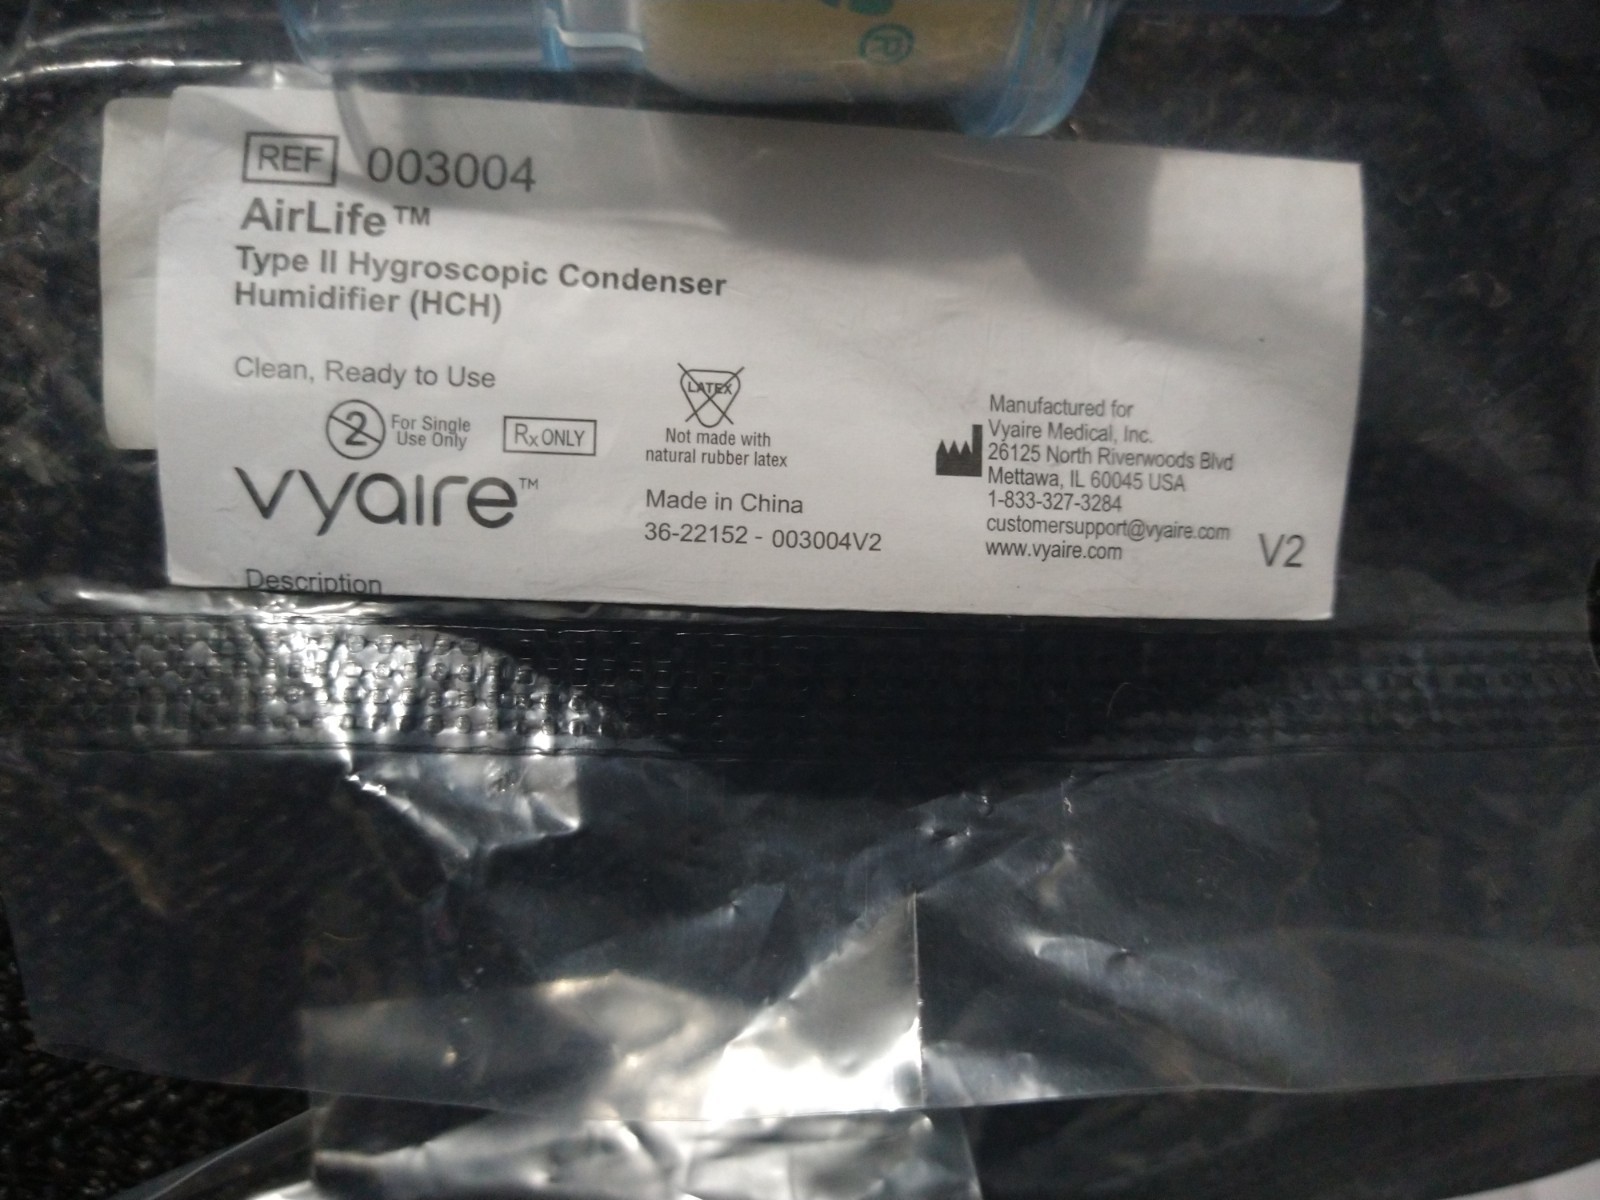 ®
REF 003004
AirLife™
Type II Hygroscopic Condenser
Humidifier (HCH)
Clean, Ready to Use
2 For Single
Use Only
Rx ONLY
LATEX
Not made with
natural rubber latex
vyaire™
Made in China
36-22152 - 003004V2
Manufactured for
Vyaire Medical, Inc.
26125 North Riverwoods Blvd
Mettawa, IL 60045 USA
1-833-327-3284
customersupport@vyaire.com
www.vyaire.com
V2
Description